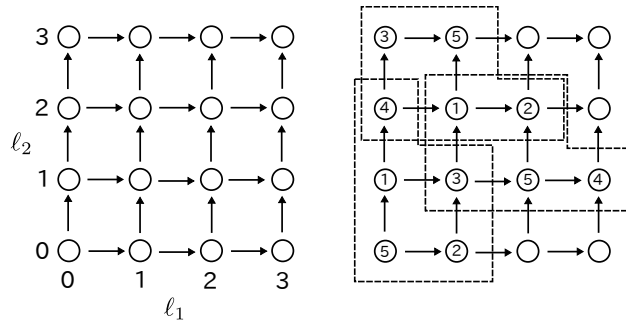 3 ③ ⑤
2 ④ ① ②
ℓ₂
1 ① ③ ⑤ ④
0 ⑤ ②
0 1 2 3
ℓ₁